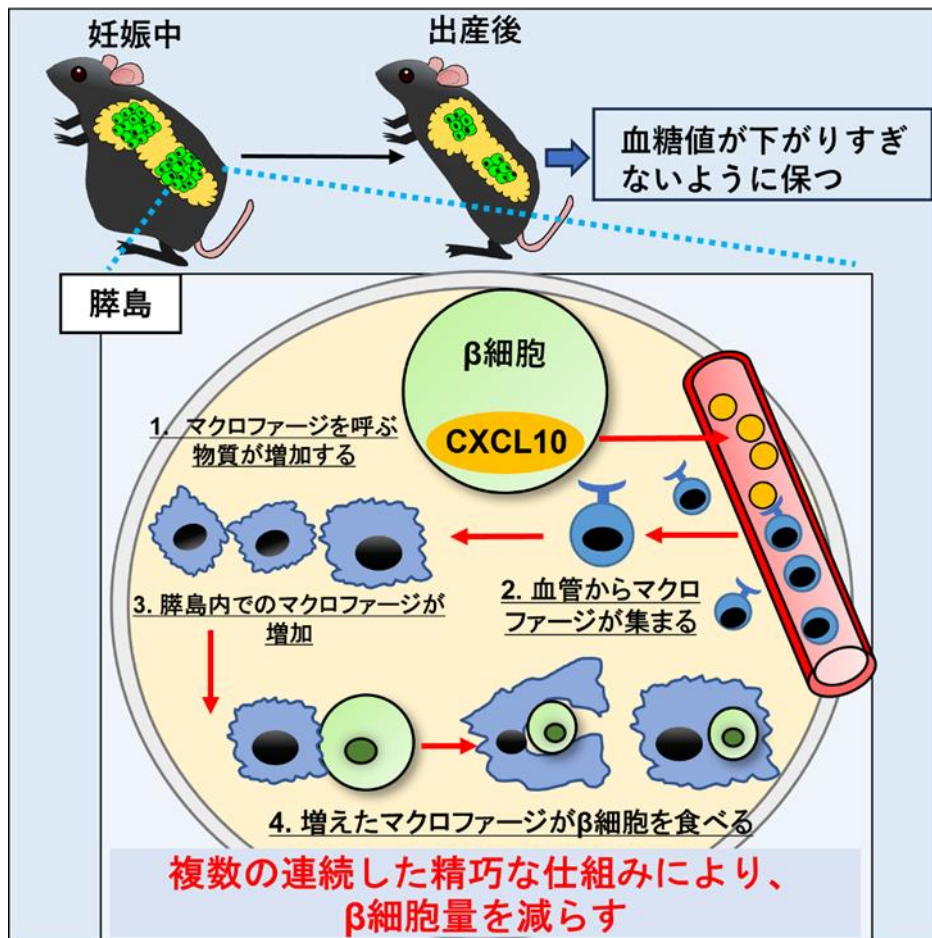 妊娠中
出産後
血糖値が下がりすぎ
ないように保つ
膵島
β細胞
CXCL10
1. マクロファージを呼ぶ
物質が増加する
2. 血管からマクロ
ファージが集まる
3. 膵島内でのマクロファージが
増加
4. 増えたマクロファージがβ細胞を食べる
複数の連続した精巧な仕組みにより、
β細胞量を減らす